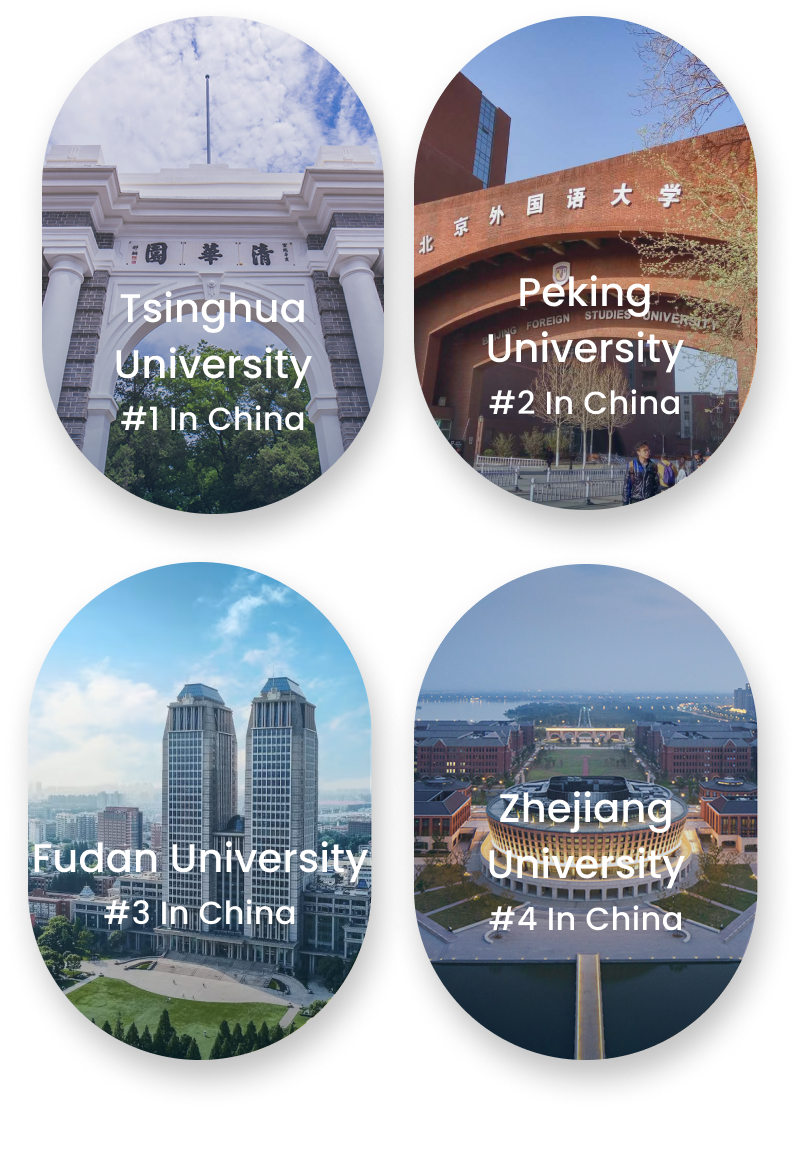 清華園
Tsinghua
University
#1 In China
北京外国语大学
BEIJING FOREIGN STUDIES UNIVERSITY
Peking
University
#2 In China
Fudan University
#3 In China
Zhejiang
University
#4 In China